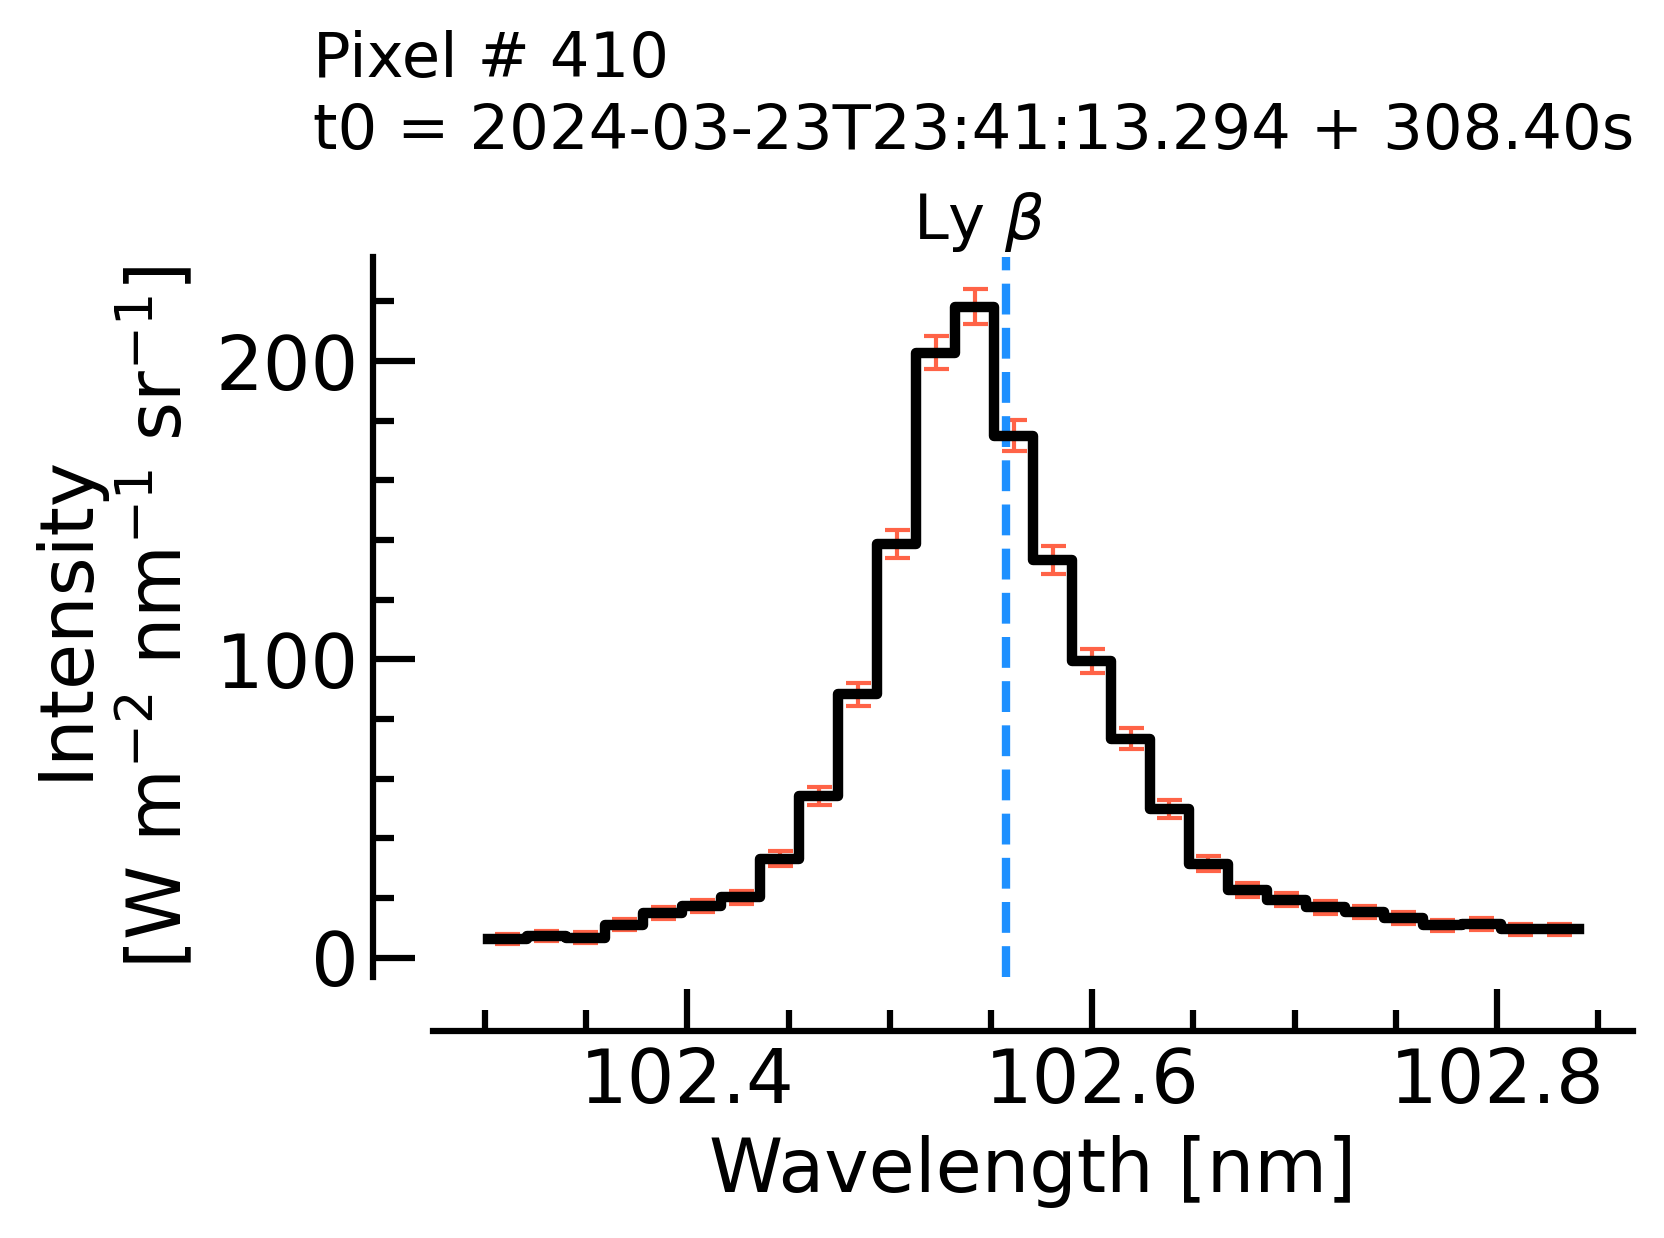 Pixel # 410
t0 = 2024-03-23T23:41:13.294 + 308.40s
Ly β
Intensity
[W m⁻² nm⁻¹ sr⁻¹]
200
100
0
102.4 102.6 102.8
Wavelength [nm]